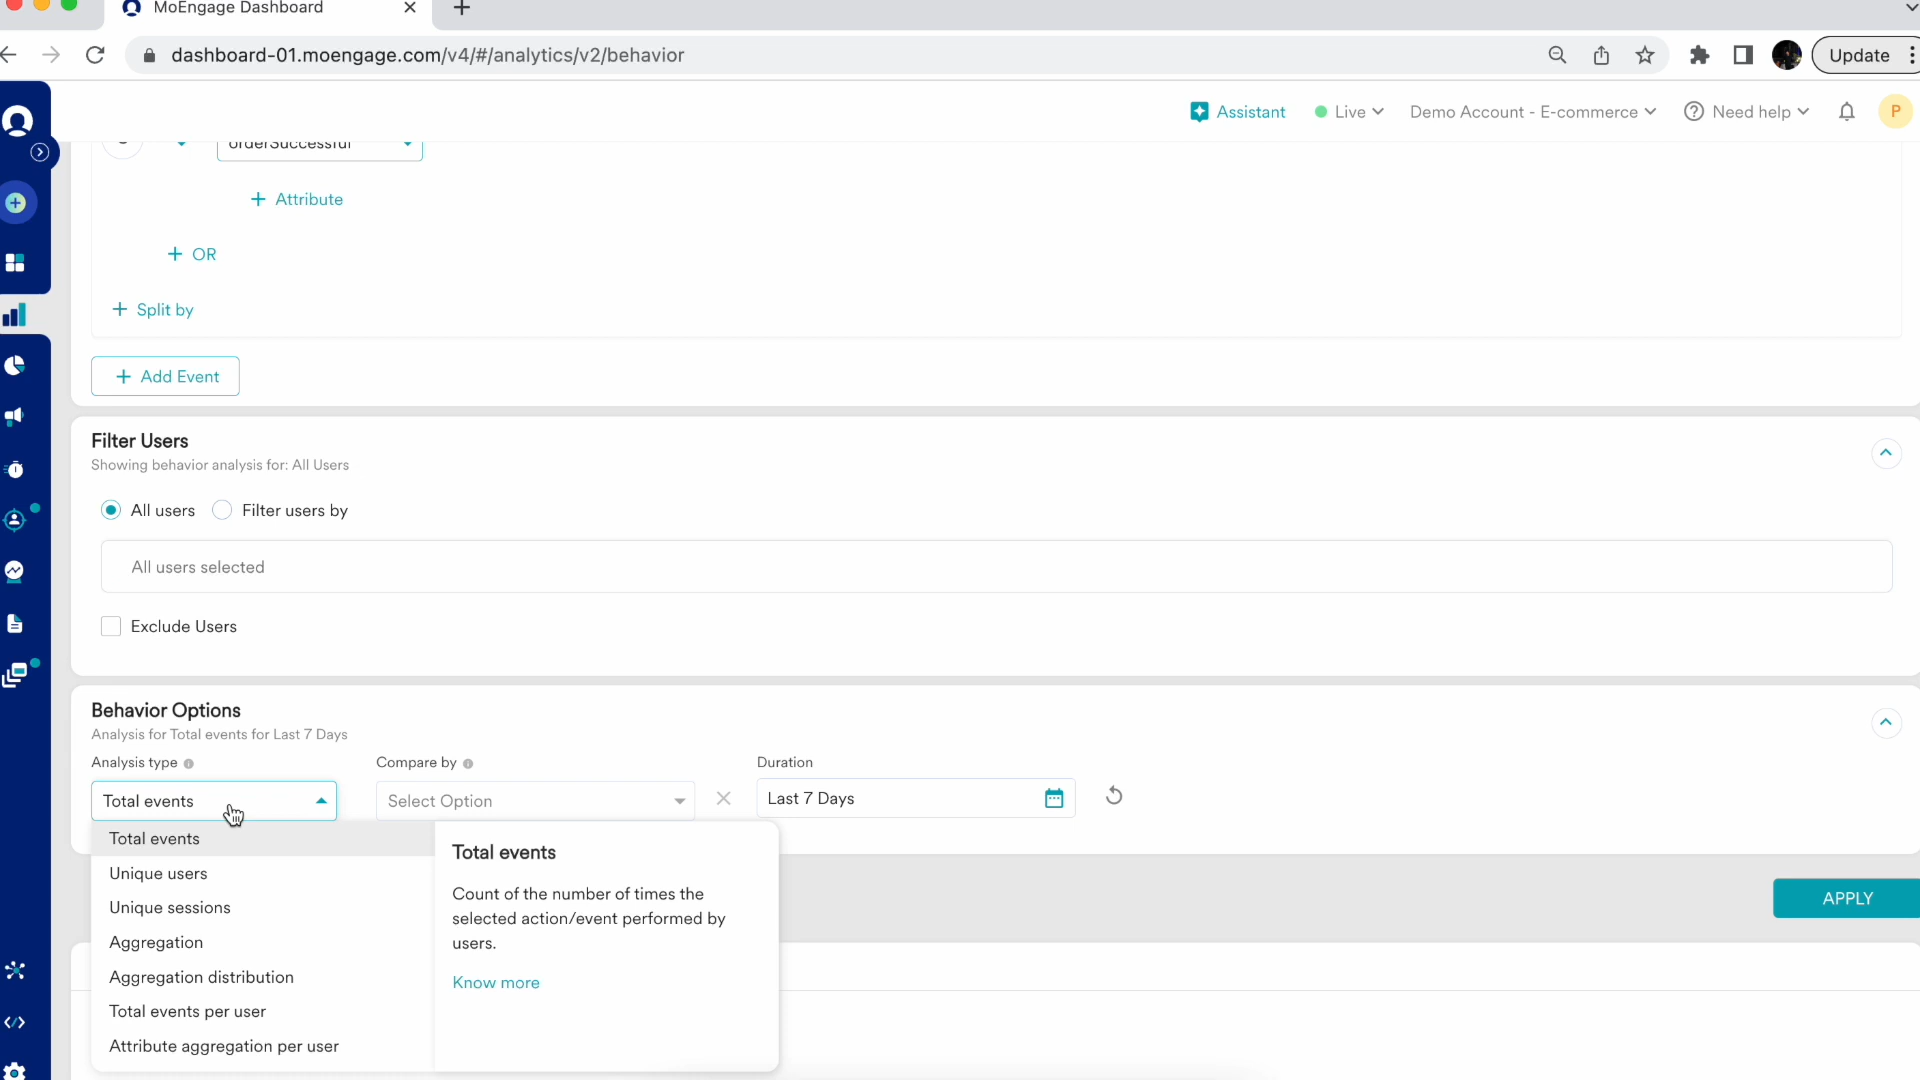 MoEngage Dashboard
dashboard-01.moengage.com/v4/#/analytics/v2/behavior
Update
Assistant
Live
Demo Account - E-commerce
Need help
P
orderSuccessful
+ Attribute
+ OR
+ Split by
+ Add Event
Filter Users
Showing behavior analysis for: All Users
All users
Filter users by
All users selected
Exclude Users
Behavior Options
Analysis for Total events for Last 7 Days
Analysis type
Compare by
Duration
Total events
Select Option
Last 7 Days
Total events
Unique users
Unique sessions
Aggregation
Aggregation distribution
Total events per user
Attribute aggregation per user
Total events
Count of the number of times the
selected action/event performed by
users.
Know more
APPLY